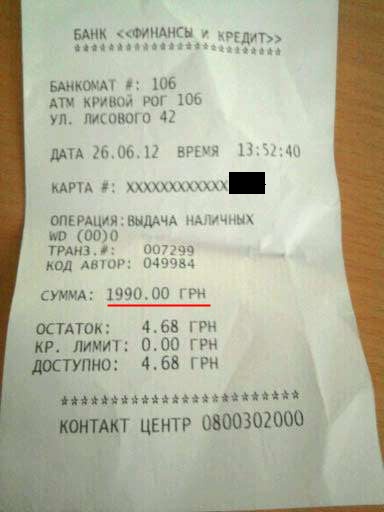 БАНК <<ФИНАНСЫ И КРЕДИТ>>
************************
БАНКОМАТ #: 106
АТМ КРИВОЙ РОГ 106
УЛ. ЛИСОВОГО 42
ДАТА 26.06.12 ВРЕМЯ 13:52:40
КАРТА #: XXXXXXXXXXXX
ОПЕРАЦИЯ:ВЫДАЧА НАЛИЧНЫХ
WD (00)0
ТРАНЗ.#: 007299
КОД АВТОР: 049984
СУММА: 1990.00 ГРН
ОСТАТОК: 4.68 ГРН
КР. ЛИМИТ: 0.00 ГРН
ДОСТУПНО: 4.68 ГРН
************************
КОНТАКТ ЦЕНТР 0800302000